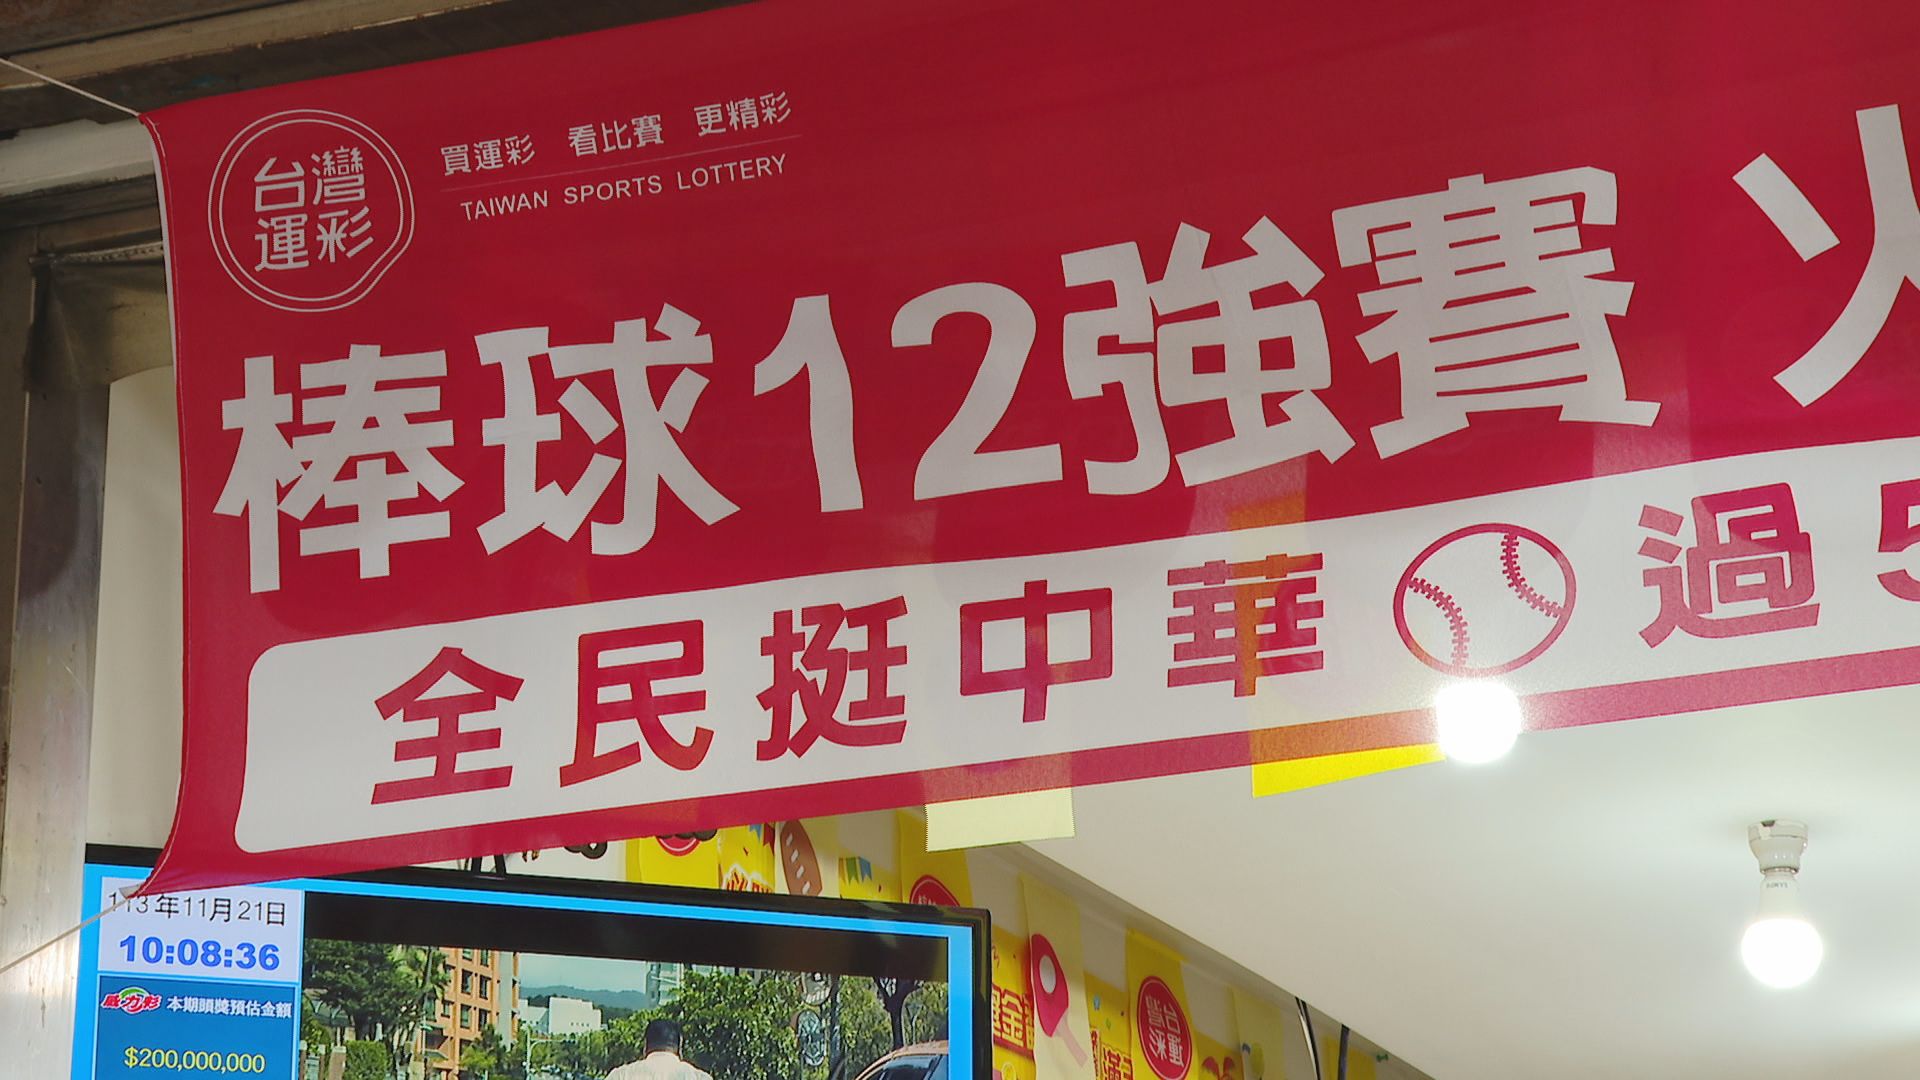 台灣
運彩
買運彩 看比賽 更精彩
TAIWAN SPORTS LOTTERY
棒球12強賽 火
全民挺中華 過5
113年11月21日
10:08:36
威力彩 本期頭獎預估金額
$200,000,000